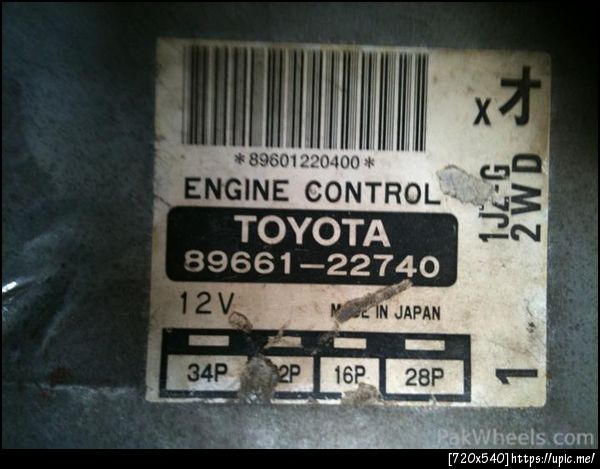 *89601220400*
ENGINE CONTROL
TOYOTA
89661-22740
12V
IN JAPAN
34P
16P
28P
X オ
2WD
1
PakWheels.com
[720x540]https://upic.me/